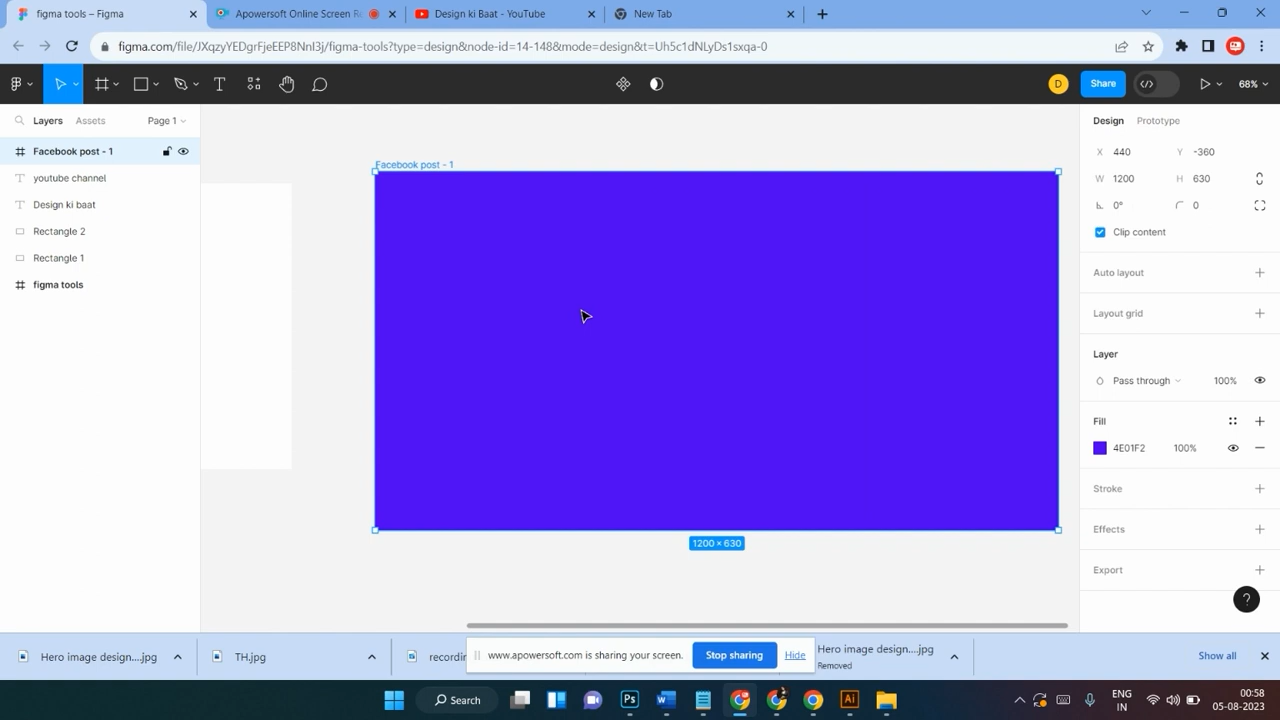 figma tools – Figma
Apowersoft Online Screen Re
Design ki Baat - YouTube
New Tab
figma.com/file/JXqzYYEDgrFjeEEP8NnI3j/figma-tools?type=design&node-id=14-148&mode=design&t=Uh5c1dNLyDs1sxqa-0
T
D
Share
68%
Layers
Assets
Page 1
Facebook post - 1
youtube channel
Design ki baat
Rectangle 2
Rectangle 1
figma tools
Facebook post - 1
1200 × 630
Design
Prototype
X 440
Y -360
W 1200
H 630
0°
0
Clip content
Auto layout
Layout grid
Layer
Pass through
100%
Fill
4E01F2
100%
Stroke
Effects
Export
?
Hero image design....jpg
TH.jpg
recordin
www.apowersoft.com is sharing your screen.
Stop sharing
Hide
Hero image design....jpg
Removed
Show all
Search
Ps
W
Ai
ENG
IN
00:58
05-08-2023